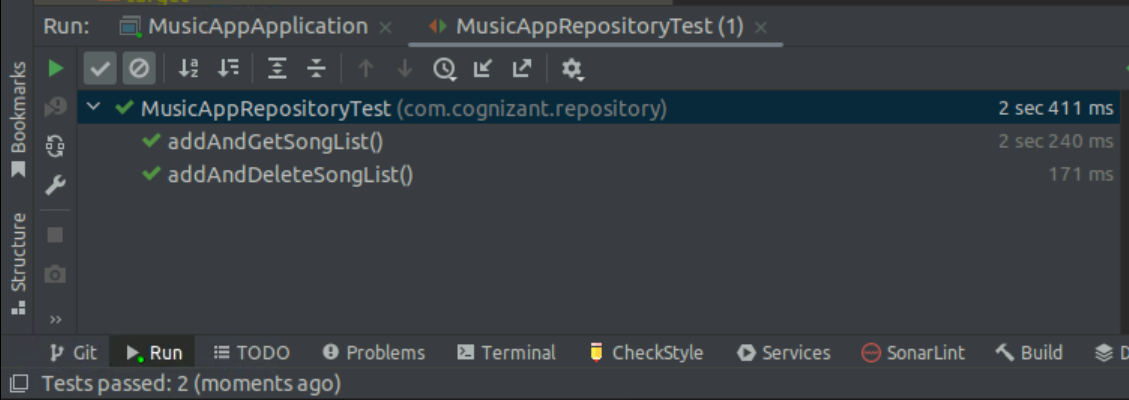 target
Run: MusicAppApplication × MusicAppRepositoryTest (1) ×
MusicAppRepositoryTest (com.cognizant.repository) 2 sec 411 ms
addAndGetSongList() 2 sec 240 ms
addAndDeleteSongList() 171 ms
Bookmarks
Structure
Git Run TODO Problems Terminal CheckStyle Services SonarLint Build D
Tests passed: 2 (moments ago)